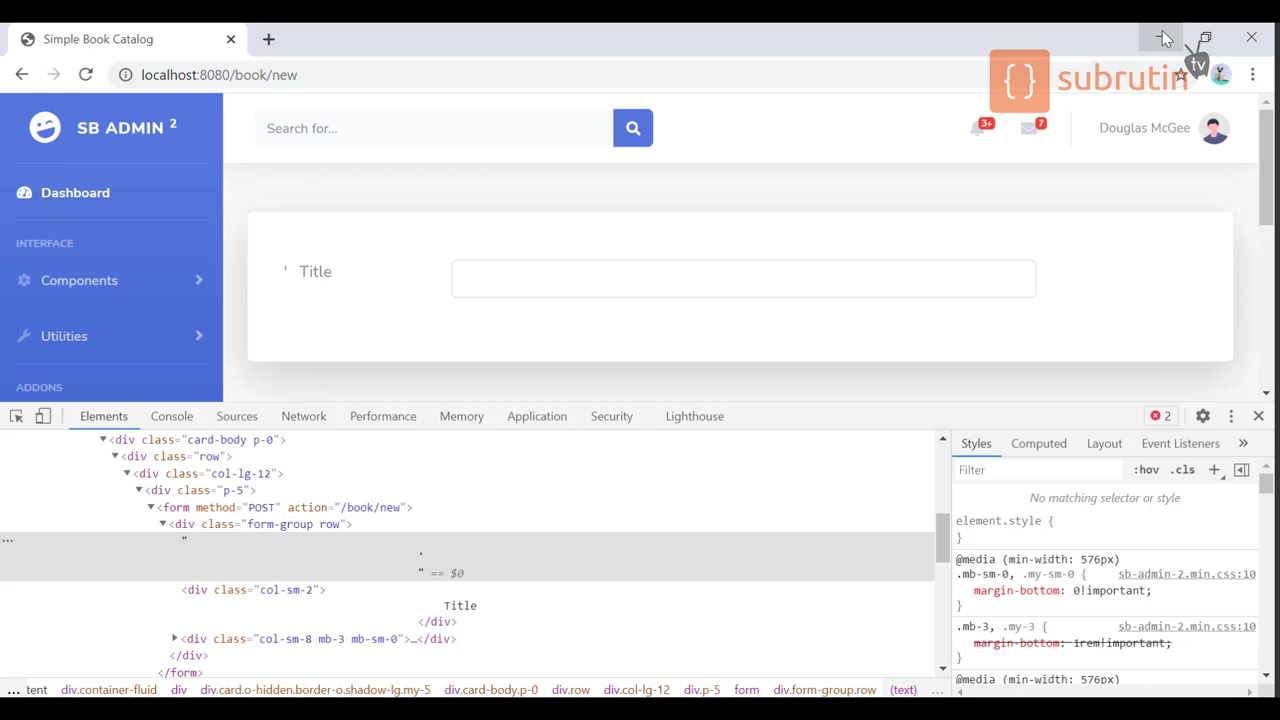 Simple Book Catalog
localhost:8080/book/new
{ } subrutin tv
SB ADMIN 2
Search for...
3+
7
Douglas McGee
Dashboard
INTERFACE
Components
Utilities
ADDONS
' Title
Elements Console Sources Network Performance Memory Application Security Lighthouse 2
<div class="card-body p-0">
<div class="row">
<div class="col-lg-12">
<div class="p-5">
<form method="POST" action="/book/new">
<div class="form-group row">
... "
'
" == $0
<div class="col-sm-2">
Title
</div>
<div class="col-sm-8 mb-3 mb-sm-0">…</div>
</div>
</form>
... tent div.container-fluid div div.card.o-hidden.border-o.shadow-lg.my-5 div.card-body.p-0 div.row div.col-lg-12 div.p-5 form div.form-group.row (text) ...
Styles Computed Layout Event Listeners »
Filter :hov .cls +
No matching selector or style
element.style {
}
@media (min-width: 576px)
.mb-sm-0, .my-sm-0 { sb-admin-2.min.css:10
margin-bottom: 0!important;
}
.mb-3, .my-3 { sb-admin-2.min.css:10
margin-bottom: 1rem!important;
}
@media (min-width: 576px)